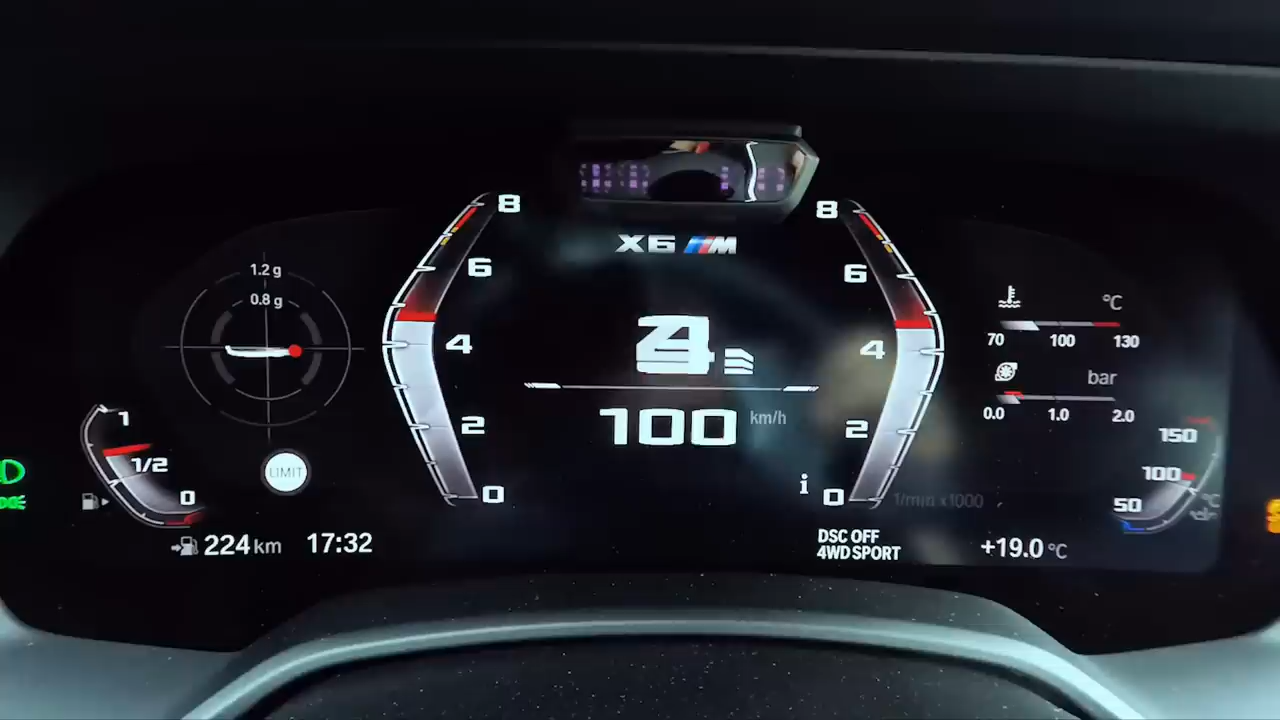 8
8
X6 M
1.2 g
0.8 g
6
6
°C
70 100 130
4
4
bar
0.0 1.0 2.0
100 km/h
1
1/2
0
LIMIT
2
2
150
100
50
°C
0
i 0
1/min x1000
224 km 17:32
DSC OFF
4WD SPORT
+19.0 °C